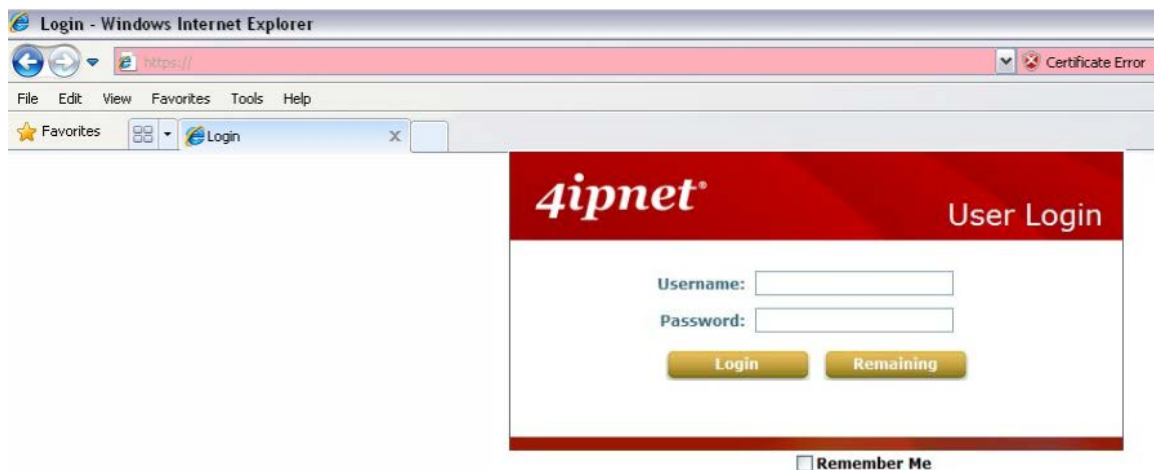 Login - Windows Internet Explorer
https:// Certificate Error
File Edit View Favorites Tools Help
Favorites Login
4ipnet®
User Login
Username:
Password:
Login Remaining
Remember Me